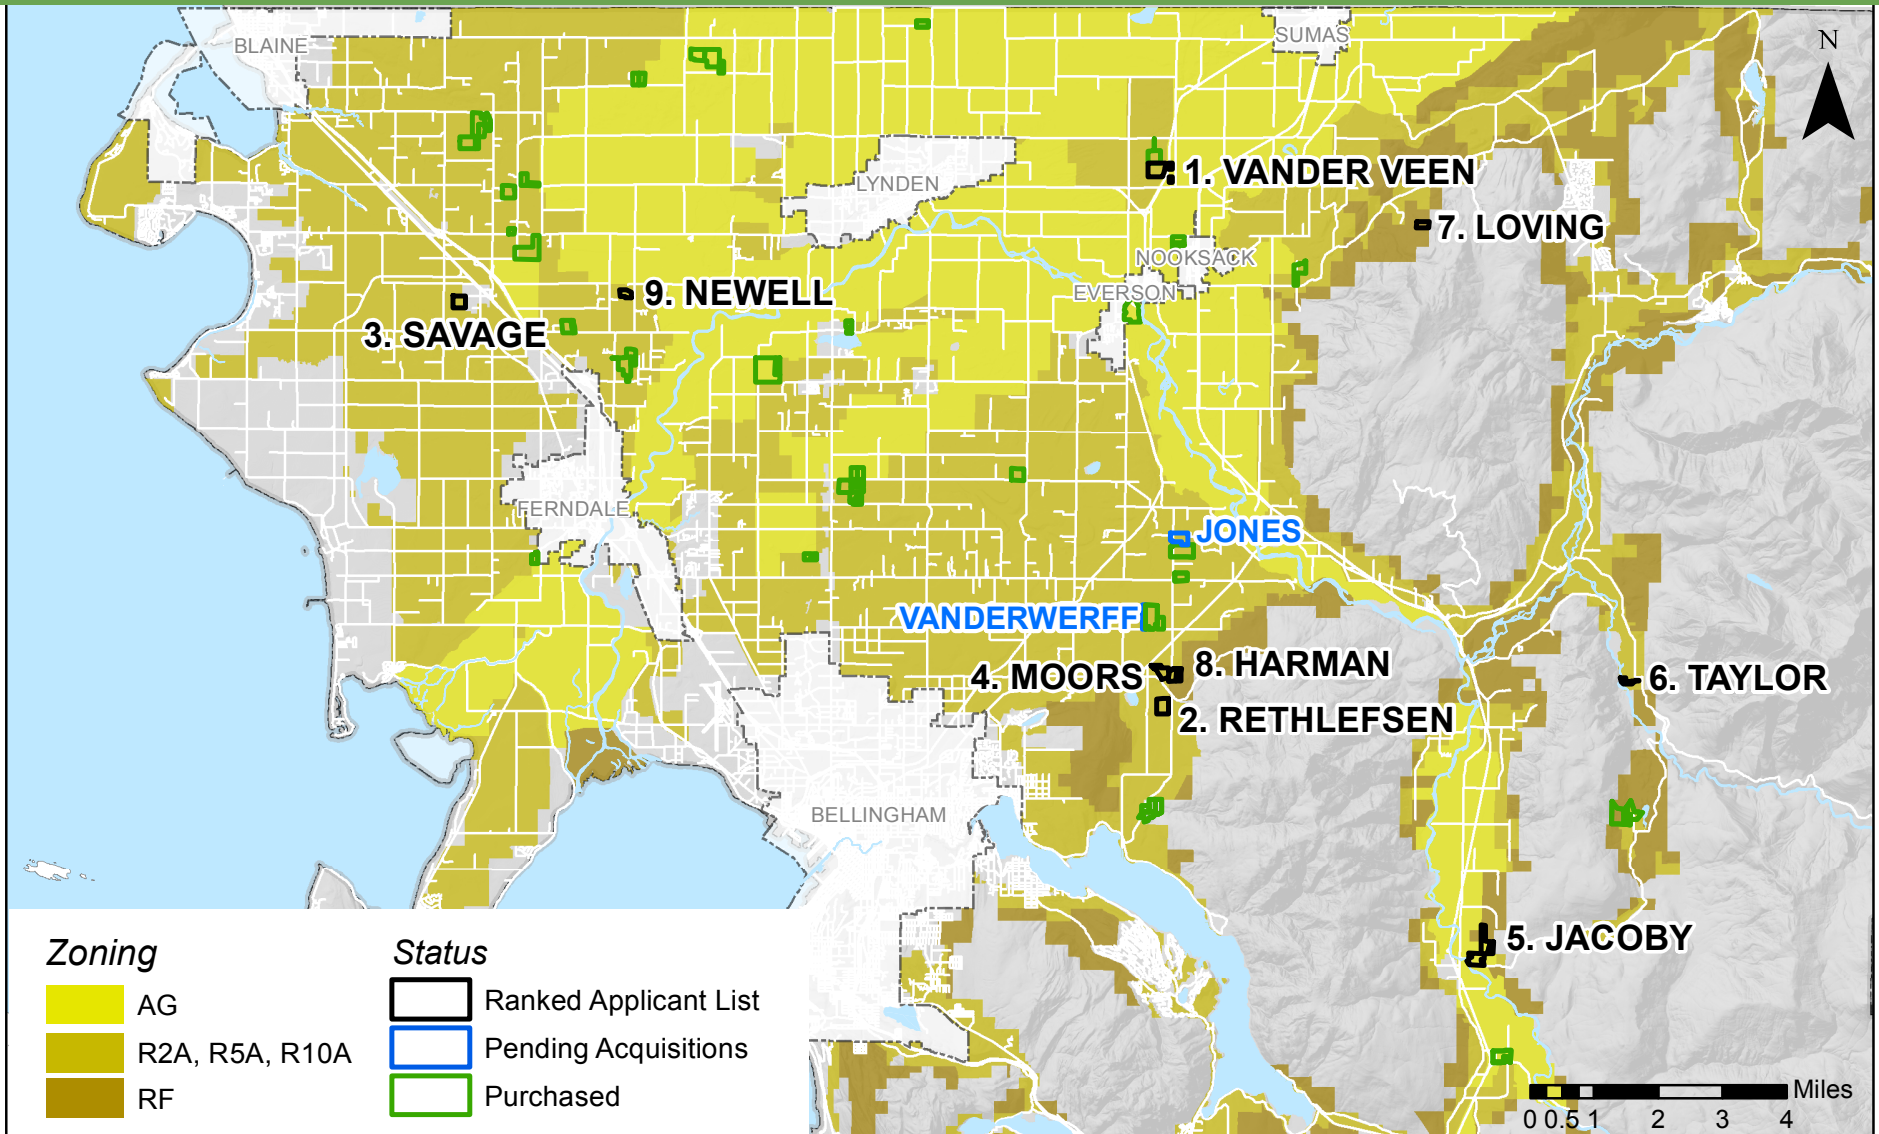 BLAINE
SUMAS
N
1. VANDER VEEN
LYNDEN
7. LOVING
NOOKSACK
EVERSON
9. NEWELL
3. SAVAGE
FERNDALE
JONES
VANDERWERFF
8. HARMAN
4. MOORS
6. TAYLOR
2. RETHLEFSEN
BELLINGHAM
5. JACOBY
Zoning
AG
R2A, R5A, R10A
RF
Status
Ranked Applicant List
Pending Acquisitions
Purchased
Miles
0 0.5 1 2 3 4